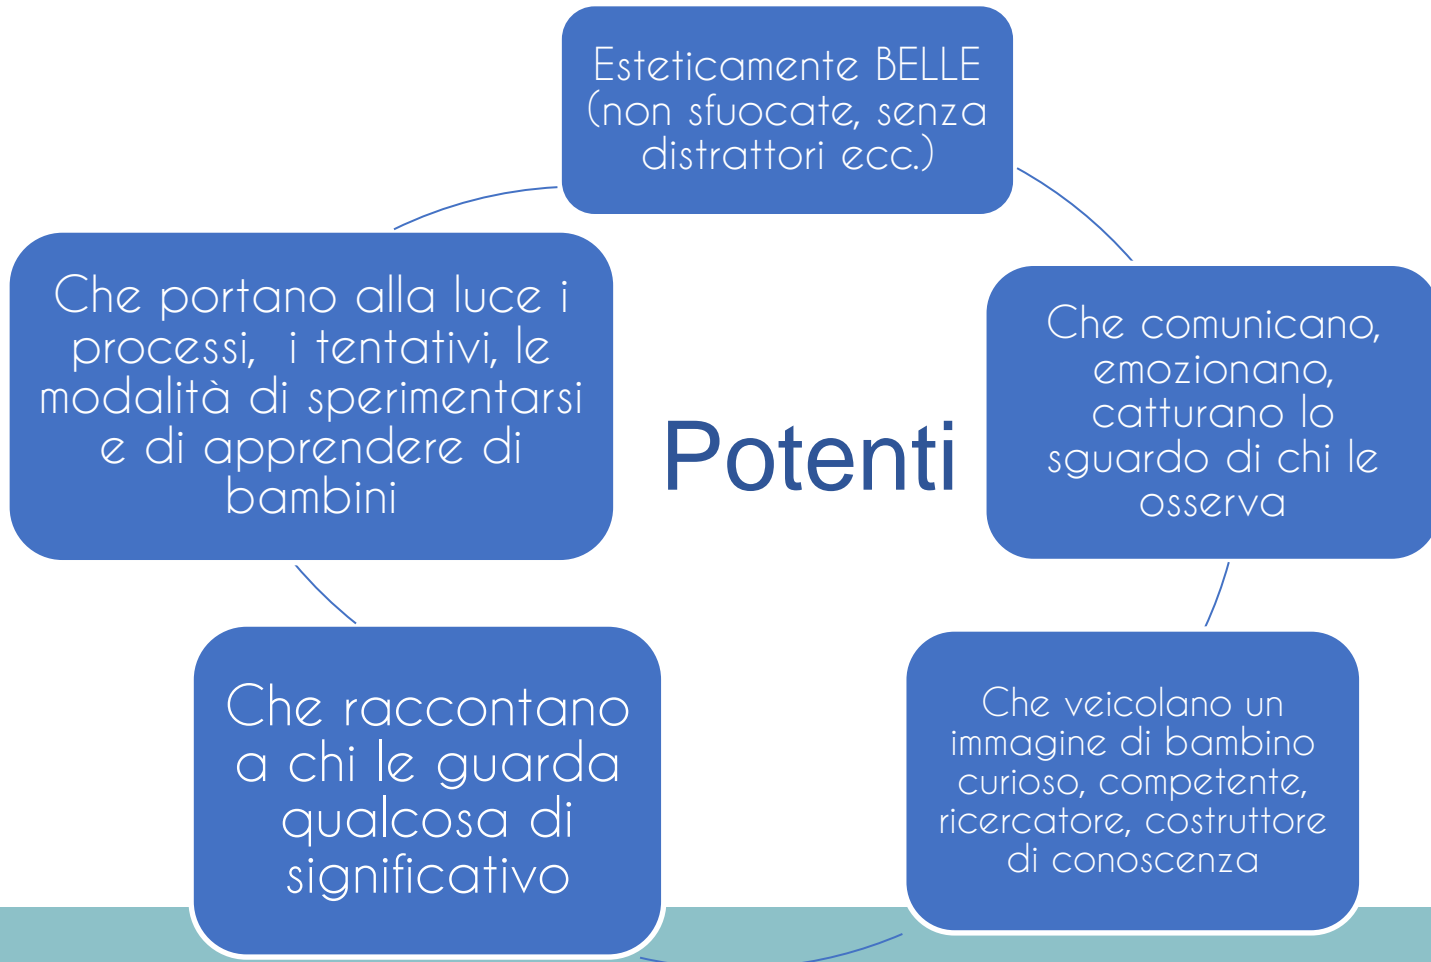 Esteticamente BELLE
(non sfuocate, senza
distrattori ecc.)
Che comunicano,
emozionano,
catturano lo
sguardo di chi le
osserva
Che veicolano un
immagine di bambino
curioso, competente,
ricercatore, costruttore
di conoscenza
Che raccontano
a chi le guarda
qualcosa di
significativo
Che portano alla luce i
processi,  i tentativi, le
modalità di sperimentarsi
e di apprendere di
bambini
Potenti